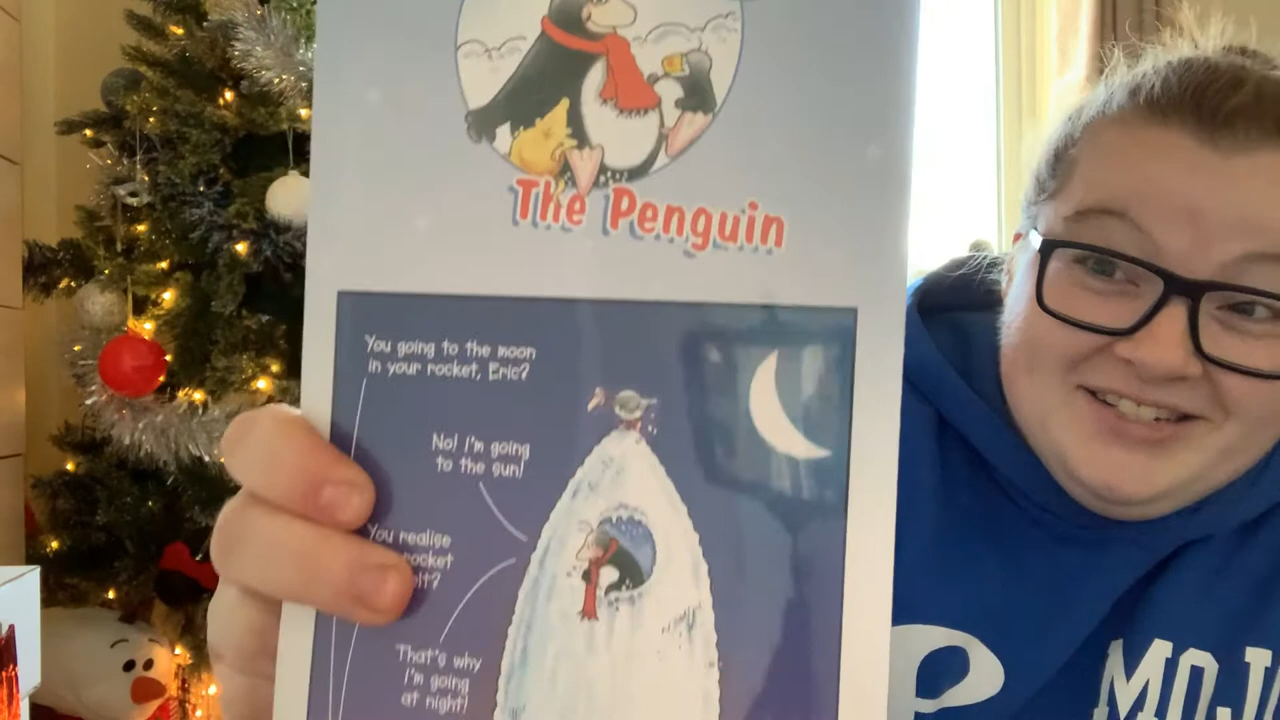 The Penguin
You going to the moon
in your rocket, Eric?
No! I'm going
to the sun!
You realise
rocket
That's why
I'm going
at night!